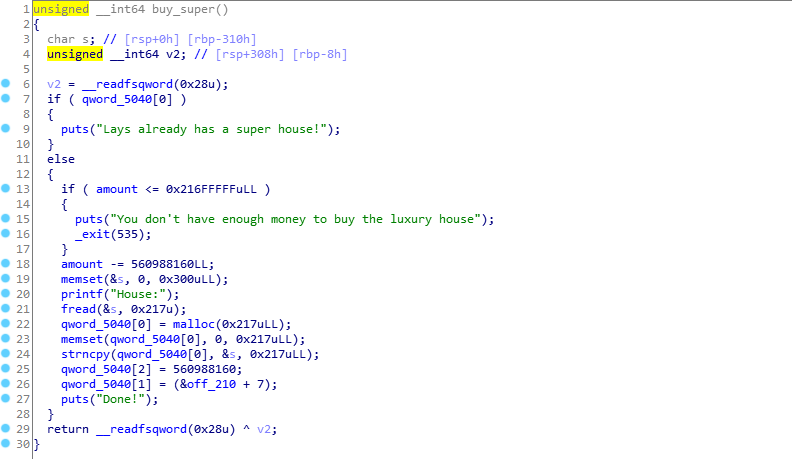 1 unsigned __int64 buy_super()
2 {
3 char s; // [rsp+0h] [rbp-310h]
4 unsigned __int64 v2; // [rsp+308h] [rbp-8h]
5
6 v2 = __readfsqword(0x28u);
7 if ( qword_5040[0] )
8 {
9 puts("Lays already has a super house!");
10 }
11 else
12 {
13 if ( amount <= 0x216FFFFFuLL )
14 {
15 puts("You don't have enough money to buy the luxury house");
16 _exit(535);
17 }
18 amount -= 560988160LL;
19 memset(&s, 0, 0x300uLL);
20 printf("House:");
21 fread(&s, 0x217u);
22 qword_5040[0] = malloc(0x217uLL);
23 memset(qword_5040[0], 0, 0x217uLL);
24 strncpy(qword_5040[0], &s, 0x217uLL);
25 qword_5040[2] = 560988160;
26 qword_5040[1] = (&off_210 + 7);
27 puts("Done!");
28 }
29 return __readfsqword(0x28u) ^ v2;
30 }